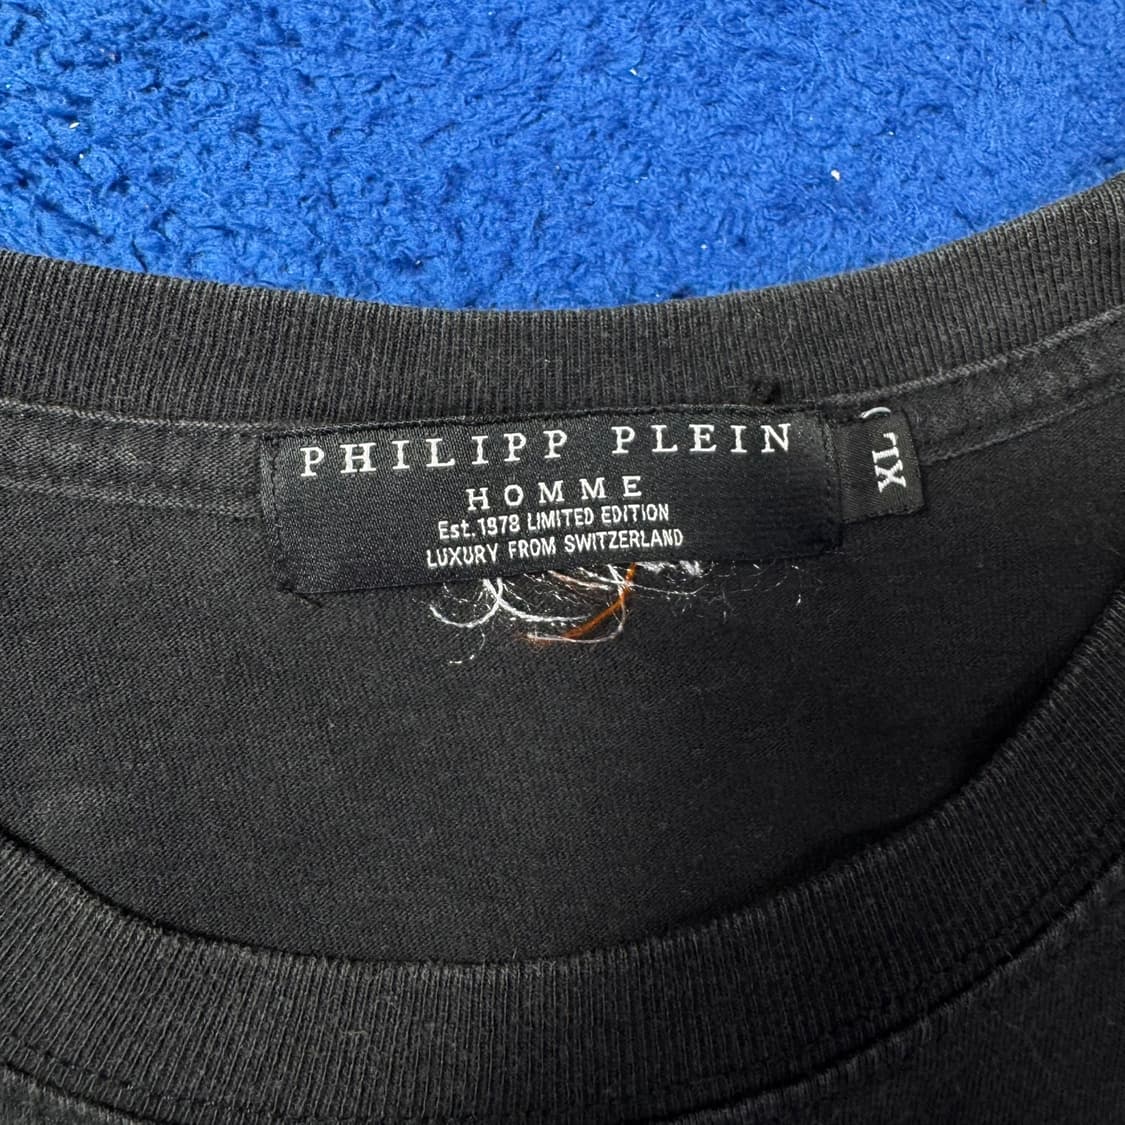 PHILIPP PLEIN
HOMME
Est.1978 LIMITED EDITION
LUXURY FROM SWITZERLAND
XL